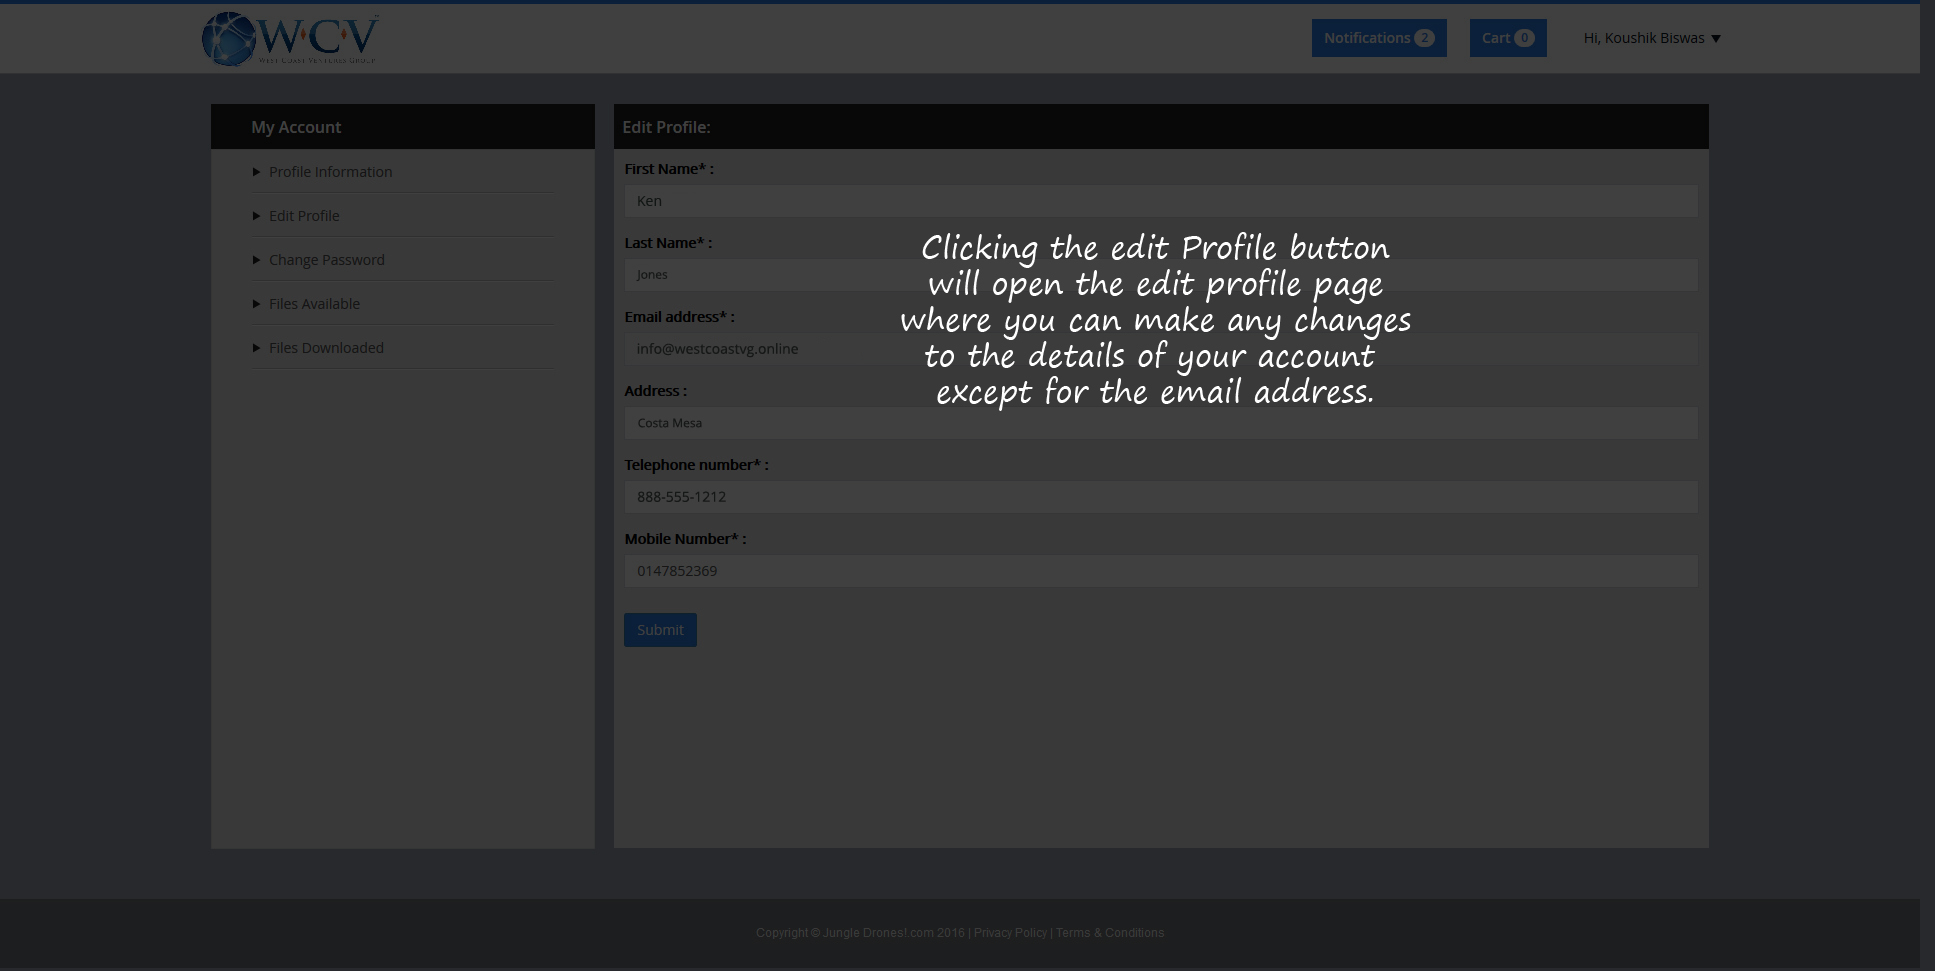 W·C·V
WEST COAST VENTURES GROUP
Notifications 2
Cart 0
Hi, Koushik Biswas
My Account
Profile Information
Edit Profile
Change Password
Files Available
Files Downloaded
Edit Profile:
First Name* :
Ken
Last Name* :
Jones
Email address* :
info@westcoastvg.online
Address :
Costa Mesa
Telephone number* :
888-555-1212
Mobile Number* :
0147852369
Submit
Clicking the edit Profile button
will open the edit profile page
where you can make any changes
to the details of your account
except for the email address.
Copyright © Jungle Dronest.com 2016 | Privacy Policy | Terms & Conditions